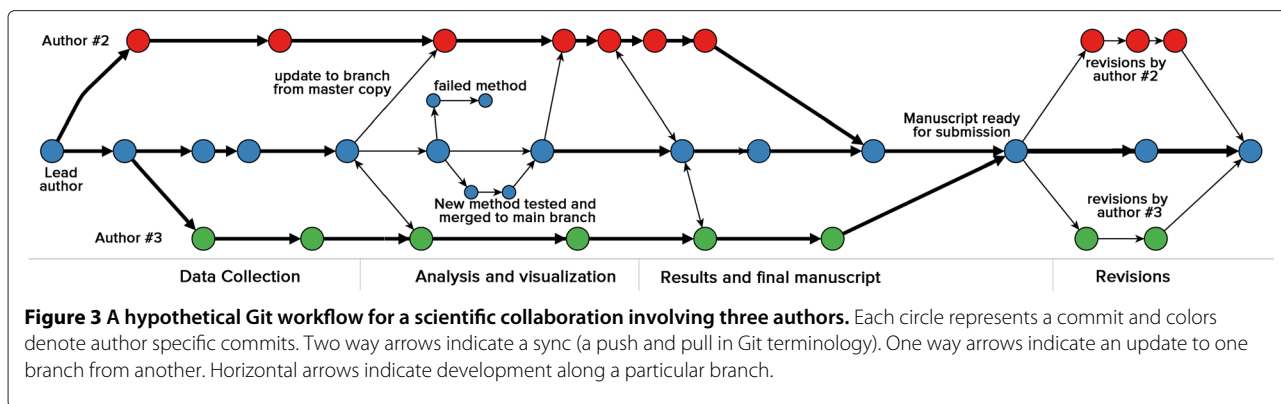 Author #2
update to branch
from master copy
failed method
Lead
author
New method tested and
merged to main branch
Author #3
Manuscript ready
for submission
revisions by
author #2
revisions by
author #3
Data Collection
Analysis and visualization
Results and final manuscript
Revisions
Figure 3 A hypothetical Git workflow for a scientific collaboration involving three authors. Each circle represents a commit and colors
denote author specific commits. Two way arrows indicate a sync (a push and pull in Git terminology). One way arrows indicate an update to one
branch from another. Horizontal arrows indicate development along a particular branch.